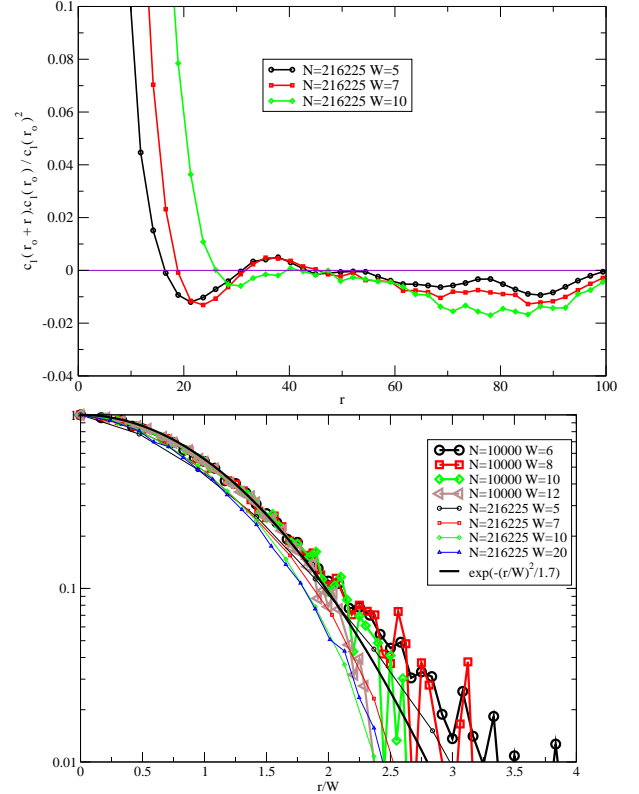 0.1
0.08
0.06
0.04
0.02
0
-0.02
-0.04
c_1(r_o + r).c_1(r_o) / c_1(r_o)^2
N=216225 W=5
N=216225 W=7
N=216225 W=10
0 20 40 60 80 100
r
1
0.1
0.01
N=10000 W=6
N=10000 W=8
N=10000 W=10
N=10000 W=12
N=216225 W=5
N=216225 W=7
N=216225 W=10
N=216225 W=20
exp(-(r/W)^2/1.7)
0 0.5 1 1.5 2 2.5 3 3.5 4
r/W